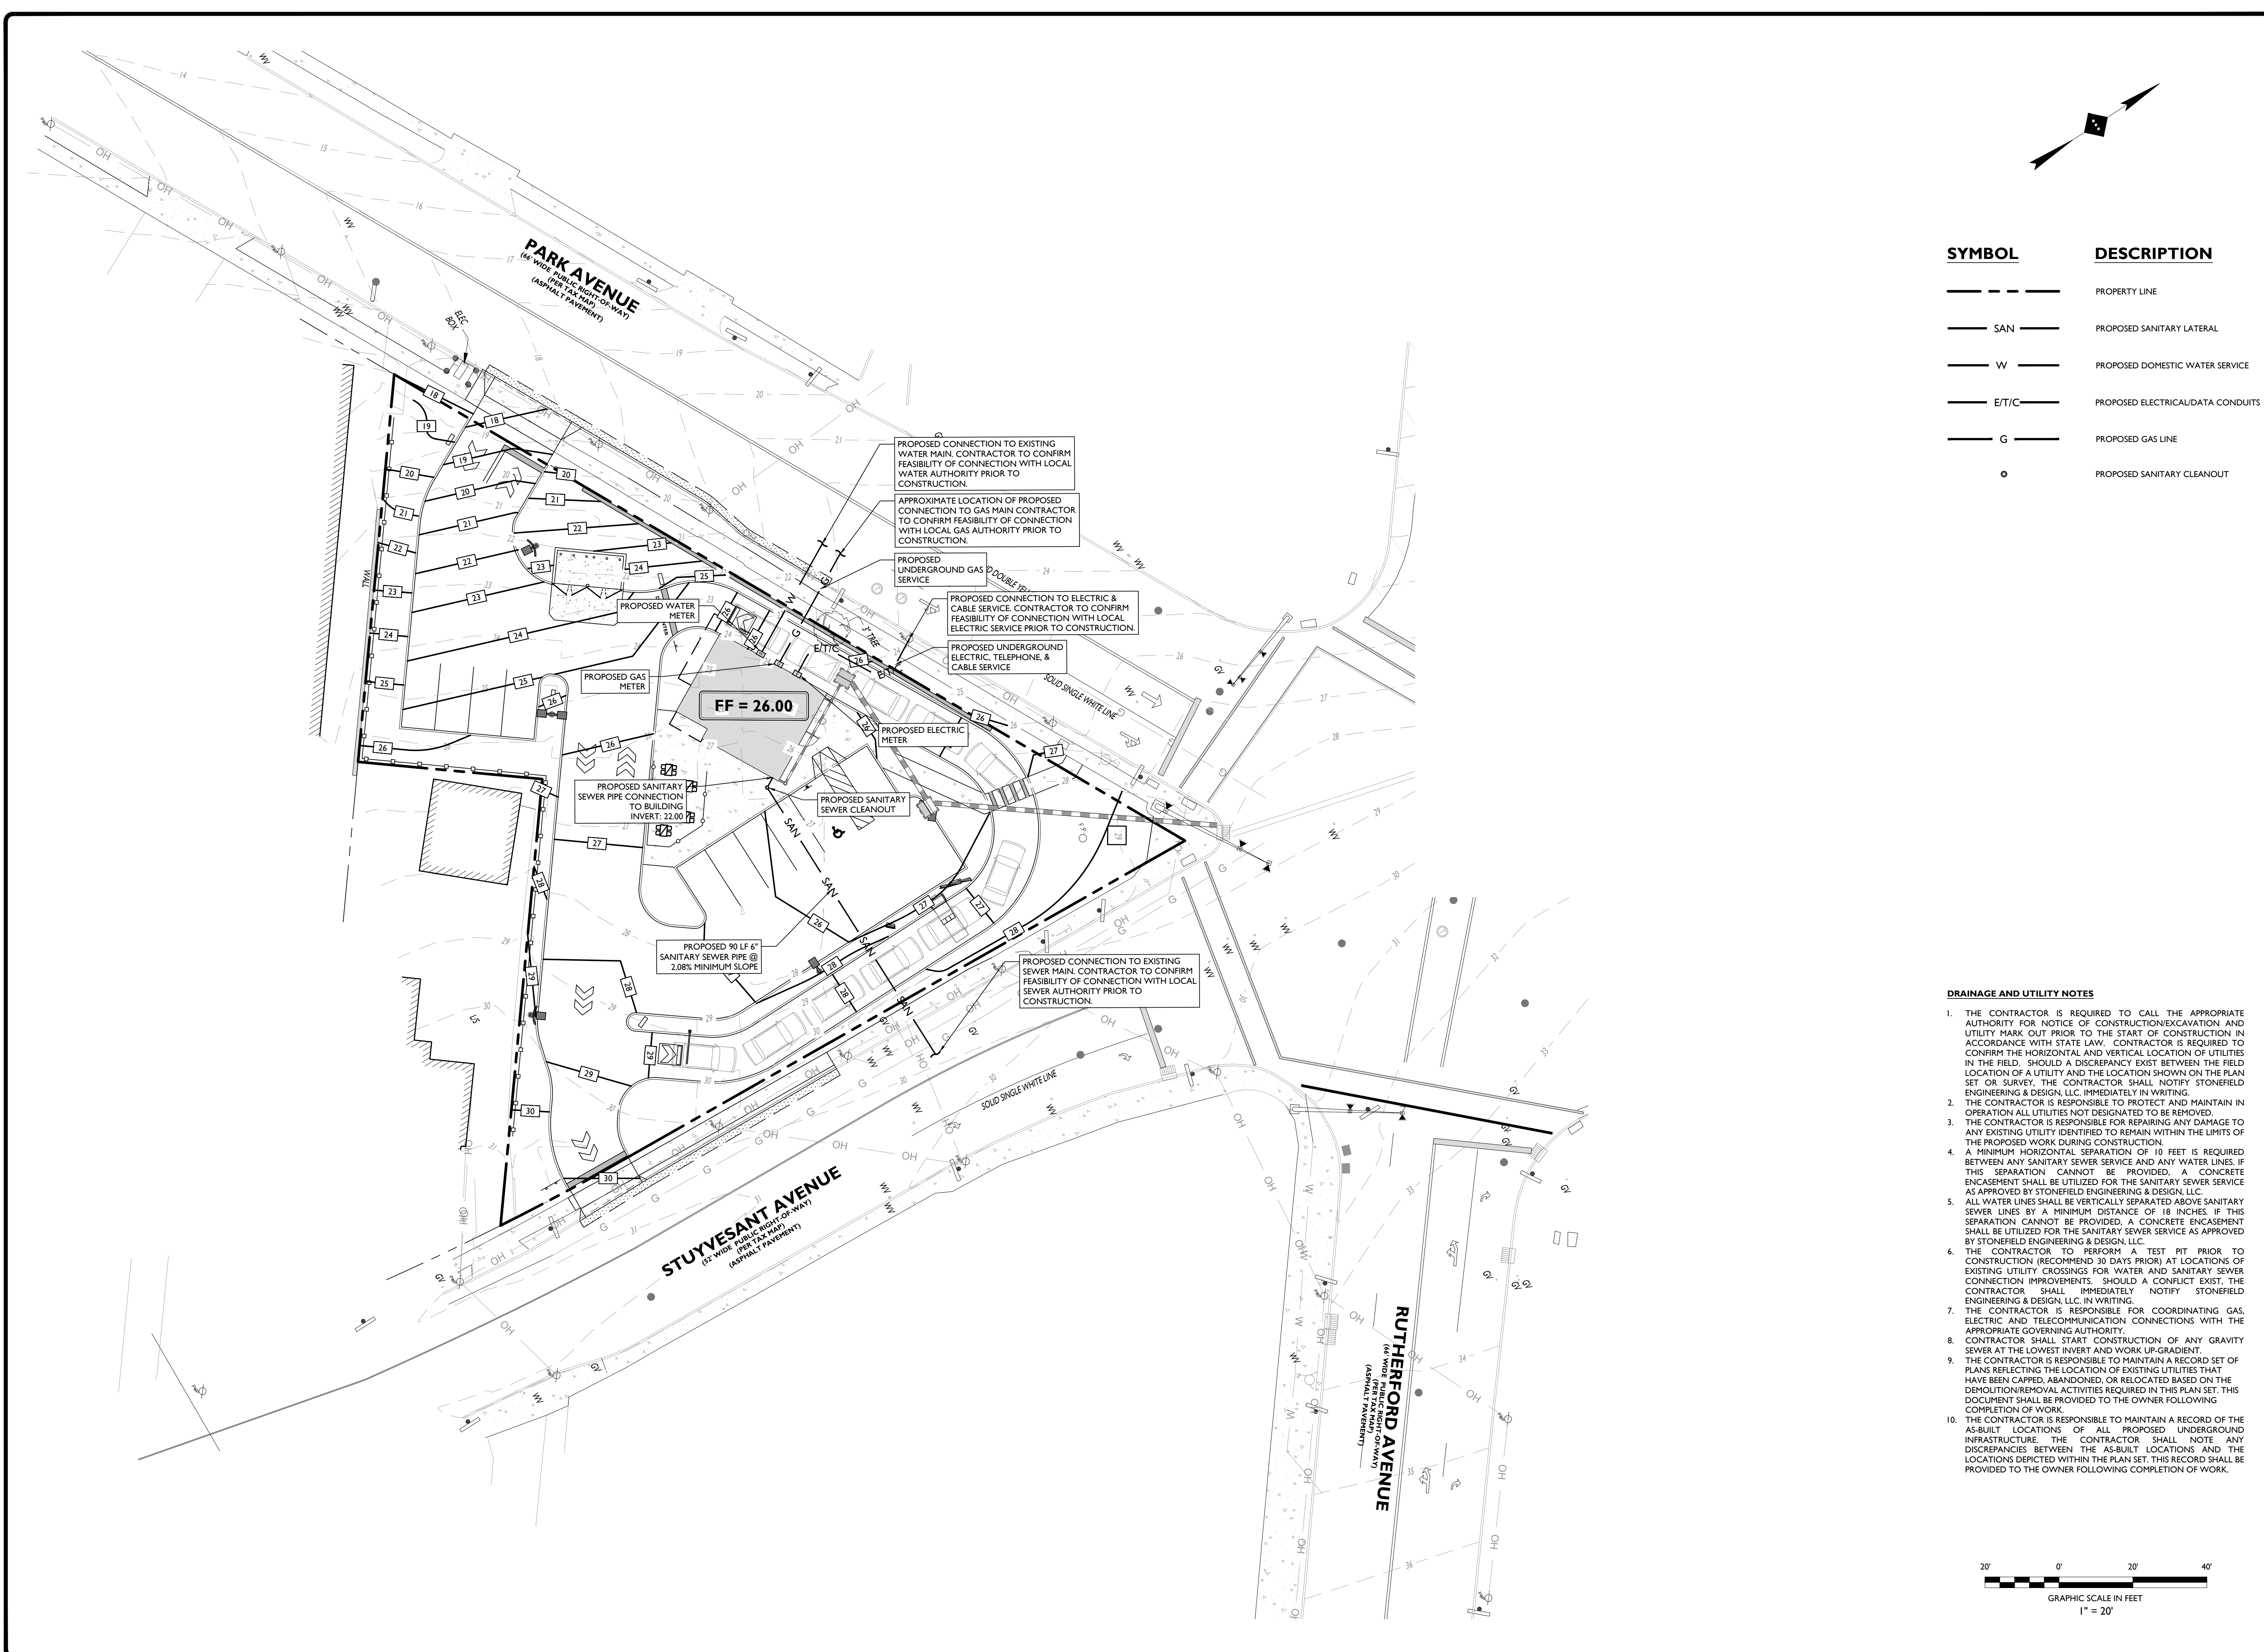 PARK AVENUE
(66' WIDE PUBLIC RIGHT-OF-WAY)
(PER TAX MAP)
(ASPHALT PAVEMENT)
ELEC
BOX
PROPOSED CONNECTION TO EXISTING
WATER MAIN. CONTRACTOR TO CONFIRM
FEASIBILITY OF CONNECTION WITH LOCAL
WATER AUTHORITY PRIOR TO
CONSTRUCTION.
APPROXIMATE LOCATION OF PROPOSED
CONNECTION TO GAS MAIN CONTRACTOR
TO CONFIRM FEASIBILITY OF CONNECTION
WITH LOCAL GAS AUTHORITY PRIOR TO
CONSTRUCTION.
PROPOSED
UNDERGROUND GAS
SERVICE
PROPOSED CONNECTION TO ELECTRIC &
CABLE SERVICE. CONTRACTOR TO CONFIRM
FEASIBILITY OF CONNECTION WITH LOCAL
ELECTRIC SERVICE PRIOR TO CONSTRUCTION.
PROPOSED UNDERGROUND
ELECTRIC, TELEPHONE, &
CABLE SERVICE
PROPOSED WATER
METER
3" TREE
E/T/C
WALL
SOLID SINGLE WHITE LINE
PROPOSED GAS
METER
FF = 26.00
PROPOSED ELECTRIC
METER
PROPOSED SANITARY
SEWER PIPE CONNECTION
TO BUILDING
INVERT: 22.00
PROPOSED SANITARY
SEWER CLEANOUT
SAN
SAN
SAN
SAN
PROPOSED 90 LF 6"
SANITARY SEWER PIPE @
2.08% MINIMUM SLOPE
PROPOSED CONNECTION TO EXISTING
SEWER MAIN. CONTRACTOR TO CONFIRM
FEASIBILITY OF CONNECTION WITH LOCAL
SEWER AUTHORITY PRIOR TO
CONSTRUCTION.
SOLID SINGLE WHITE LINE
STUYVESANT AVENUE
(52' WIDE PUBLIC RIGHT-OF-WAY)
(PER TAX MAP)
(ASPHALT PAVEMENT)
RUTHERFORD AVENUE
(66' WIDE PUBLIC RIGHT-OF-WAY)
(PER TAX MAP)
(ASPHALT PAVEMENT)
SYMBOL DESCRIPTION
PROPERTY LINE
SAN PROPOSED SANITARY LATERAL
W PROPOSED DOMESTIC WATER SERVICE
E/T/C PROPOSED ELECTRICAL/DATA CONDUITS
G PROPOSED GAS LINE
PROPOSED SANITARY CLEANOUT
DRAINAGE AND UTILITY NOTES
1. THE CONTRACTOR IS REQUIRED TO CALL THE APPROPRIATE
AUTHORITY FOR NOTICE OF CONSTRUCTION/EXCAVATION AND
UTILITY MARK OUT PRIOR TO THE START OF CONSTRUCTION IN
ACCORDANCE WITH STATE LAW. CONTRACTOR IS REQUIRED TO
CONFIRM THE HORIZONTAL AND VERTICAL LOCATION OF UTILITIES
IN THE FIELD. SHOULD A DISCREPANCY EXIST BETWEEN THE FIELD
LOCATION OF A UTILITY AND THE LOCATION SHOWN ON THE PLAN
SET OR SURVEY, THE CONTRACTOR SHALL NOTIFY STONEFIELD
ENGINEERING & DESIGN, LLC. IMMEDIATELY IN WRITING.
2. THE CONTRACTOR IS RESPONSIBLE TO PROTECT AND MAINTAIN IN
OPERATION ALL UTILITIES NOT DESIGNATED TO BE REMOVED.
3. THE CONTRACTOR IS RESPONSIBLE FOR REPAIRING ANY DAMAGE TO
ANY EXISTING UTILITY IDENTIFIED TO REMAIN WITHIN THE LIMITS OF
THE PROPOSED WORK DURING CONSTRUCTION.
4. A MINIMUM HORIZONTAL SEPARATION OF 10 FEET IS REQUIRED
BETWEEN ANY SANITARY SEWER SERVICE AND ANY WATER LINES. IF
THIS SEPARATION CANNOT BE PROVIDED, A CONCRETE
ENCASEMENT SHALL BE UTILIZED FOR THE SANITARY SEWER SERVICE
AS APPROVED BY STONEFIELD ENGINEERING & DESIGN, LLC.
5. ALL WATER LINES SHALL BE VERTICALLY SEPARATED ABOVE SANITARY
SEWER LINES BY A MINIMUM DISTANCE OF 18 INCHES. IF THIS
SEPARATION CANNOT BE PROVIDED, A CONCRETE ENCASEMENT
SHALL BE UTILIZED FOR THE SANITARY SEWER SERVICE AS APPROVED
BY STONEFIELD ENGINEERING & DESIGN, LLC.
6. THE CONTRACTOR TO PERFORM A TEST PIT PRIOR TO
CONSTRUCTION (RECOMMEND 30 DAYS PRIOR) AT LOCATIONS OF
EXISTING UTILITY CROSSINGS FOR WATER AND SANITARY SEWER
CONNECTION IMPROVEMENTS. SHOULD A CONFLICT EXIST, THE
CONTRACTOR SHALL IMMEDIATELY NOTIFY STONEFIELD
ENGINEERING & DESIGN, LLC. IN WRITING.
7. THE CONTRACTOR IS RESPONSIBLE FOR COORDINATING GAS,
ELECTRIC AND TELECOMMUNICATION CONNECTIONS WITH THE
APPROPRIATE GOVERNING AUTHORITY.
8. CONTRACTOR SHALL START CONSTRUCTION OF ANY GRAVITY
SEWER AT THE LOWEST INVERT AND WORK UP-GRADIENT.
9. THE CONTRACTOR IS RESPONSIBLE TO MAINTAIN A RECORD SET OF
PLANS REFLECTING THE LOCATION OF EXISTING UTILITIES THAT
HAVE BEEN CAPPED, ABANDONED, OR RELOCATED BASED ON THE
DEMOLITION/REMOVAL ACTIVITIES REQUIRED IN THIS PLAN SET. THIS
DOCUMENT SHALL BE PROVIDED TO THE OWNER FOLLOWING
COMPLETION OF WORK.
10. THE CONTRACTOR IS RESPONSIBLE TO MAINTAIN A RECORD OF THE
AS-BUILT LOCATIONS OF ALL PROPOSED UNDERGROUND
INFRASTRUCTURE. THE CONTRACTOR SHALL NOTE ANY
DISCREPANCIES BETWEEN THE AS-BUILT LOCATIONS AND THE
LOCATIONS DEPICTED WITHIN THE PLAN SET. THIS RECORD SHALL BE
PROVIDED TO THE OWNER FOLLOWING COMPLETION OF WORK.
20' 0' 20' 40'
GRAPHIC SCALE IN FEET
1" = 20'